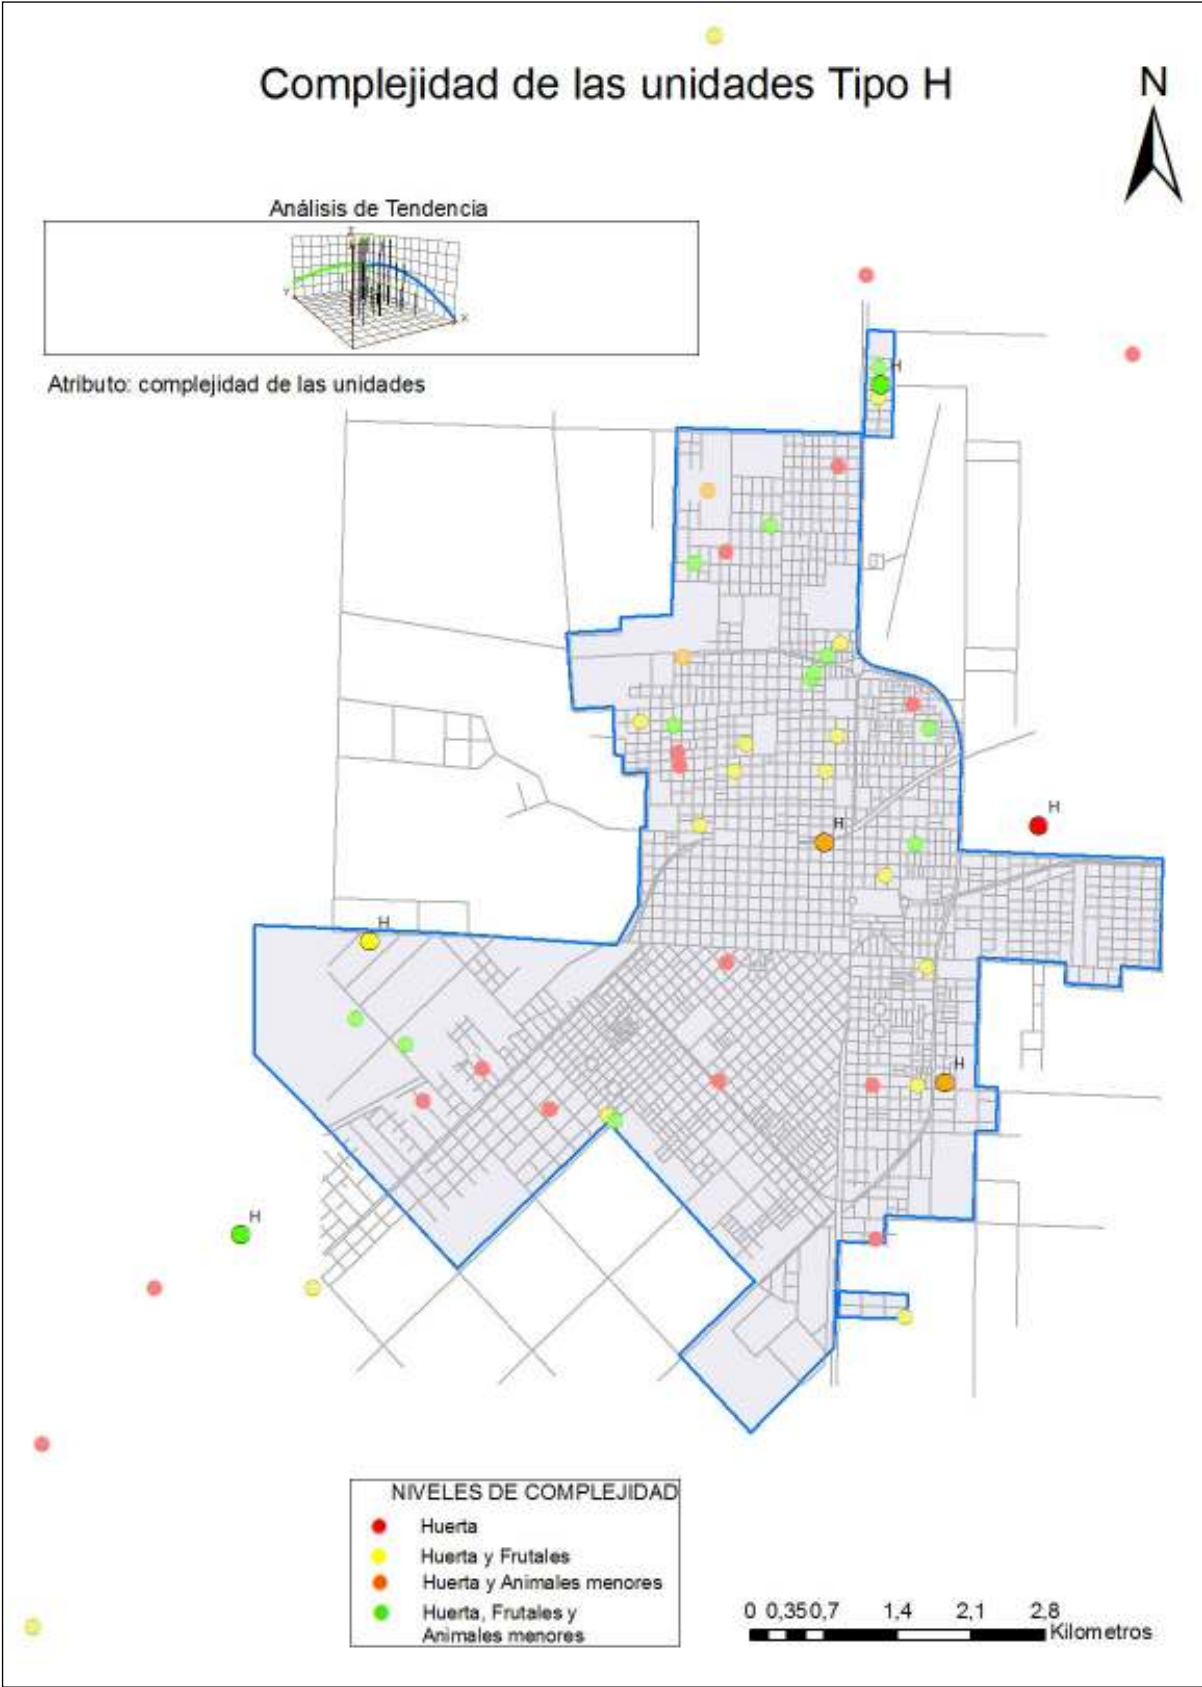 Complejidad de las unidades Tipo H
N
Análisis de Tendencia
Z
Y
X
Atributo: complejidad de las unidades
H
H
H
H
H
H
NIVELES DE COMPLEJIDAD
Huerta
Huerta y Frutales
Huerta y Animales menores
Huerta, Frutales y
Animales menores
0 0,35 0,7 1,4 2,1 2,8
Kilometros